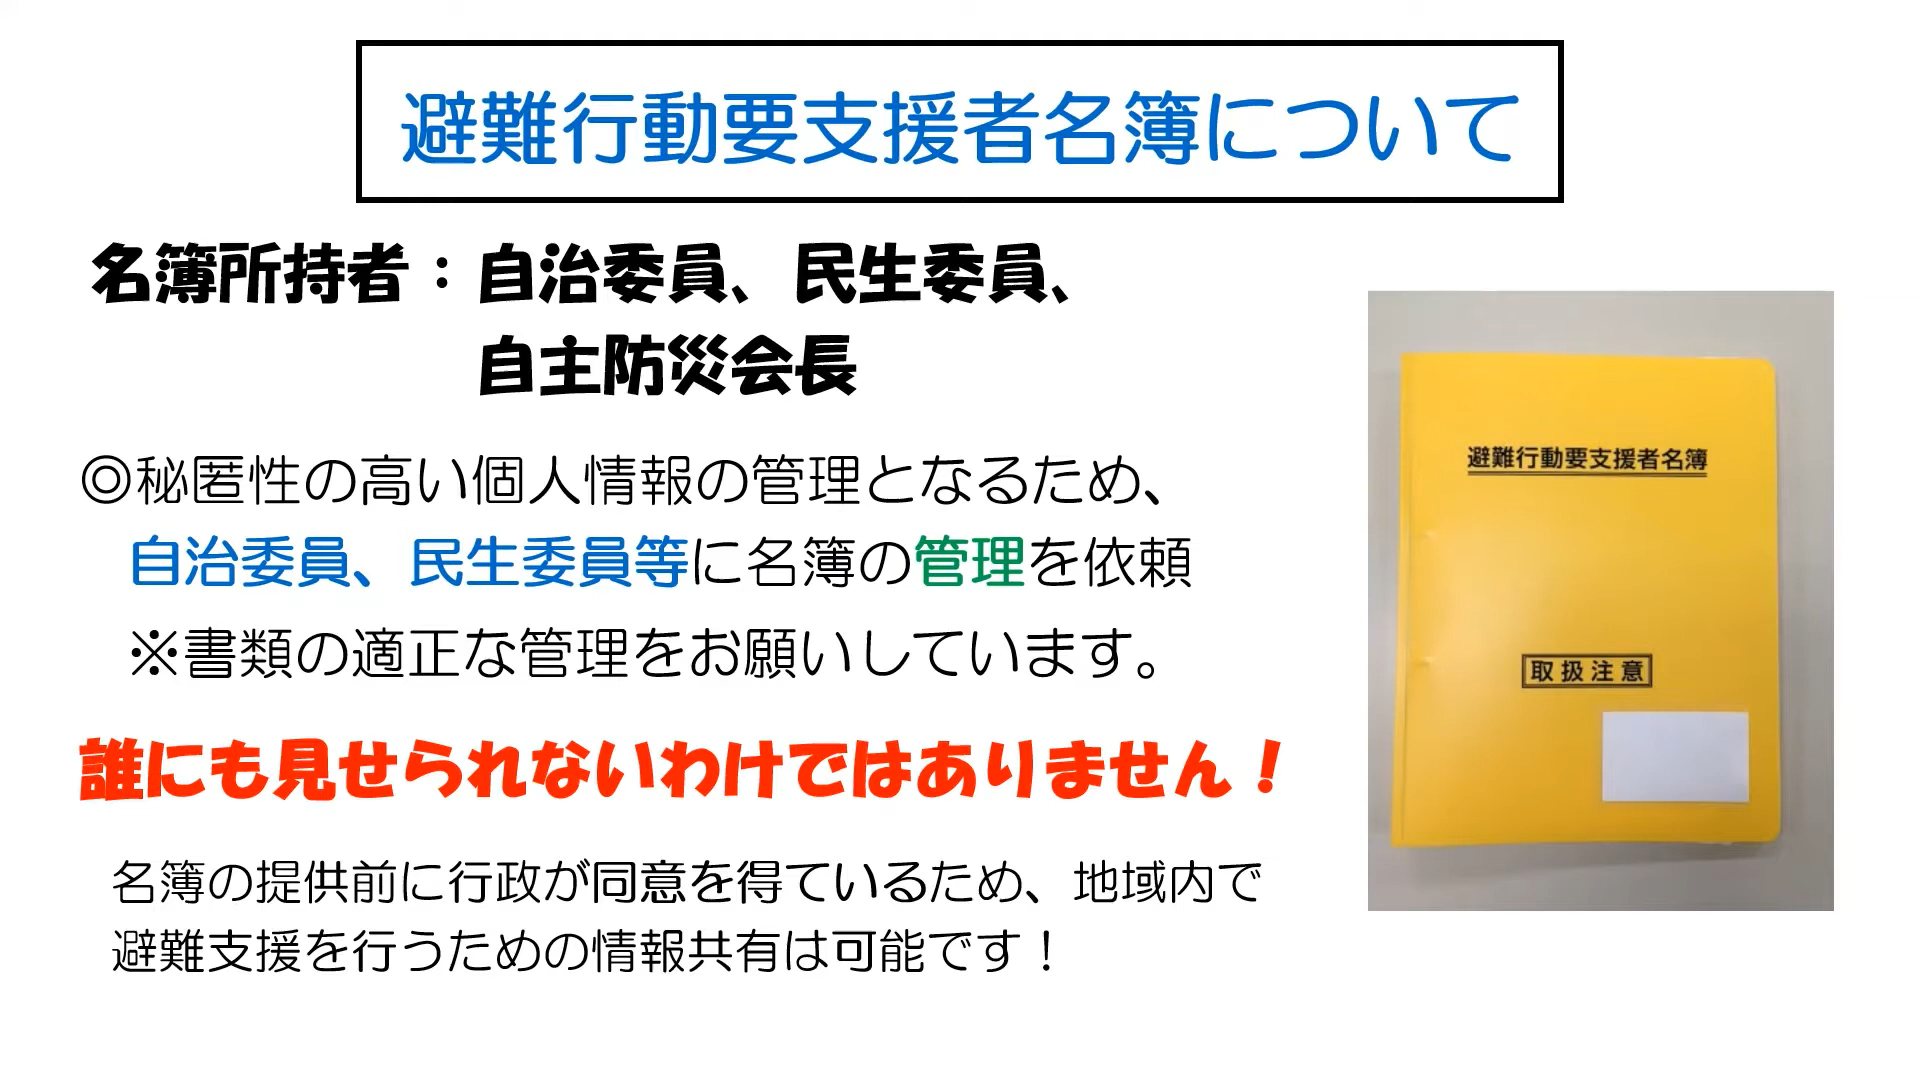 避難行動要支援者名簿について
名簿所持者：自治委員、民生委員、
自主防災会長
◎秘匿性の高い個人情報の管理となるため、
自治委員、民生委員等に名簿の管理を依頼
※書類の適正な管理をお願いしています。
誰にも見せられないわけではありません！
名簿の提供前に行政が同意を得ているため、地域内で
避難支援を行うための情報共有は可能です！
避難行動要支援者名簿
取扱注意